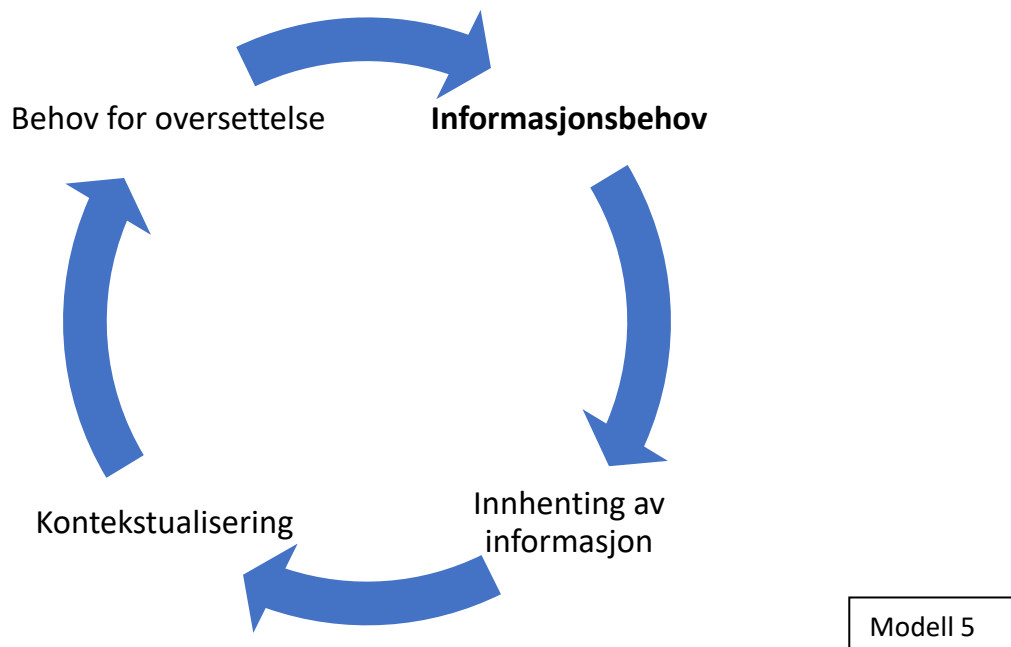 Behov for oversettelse
Informasjonsbehov
Innhenting av
informasjon
Kontekstualisering
Modell 5